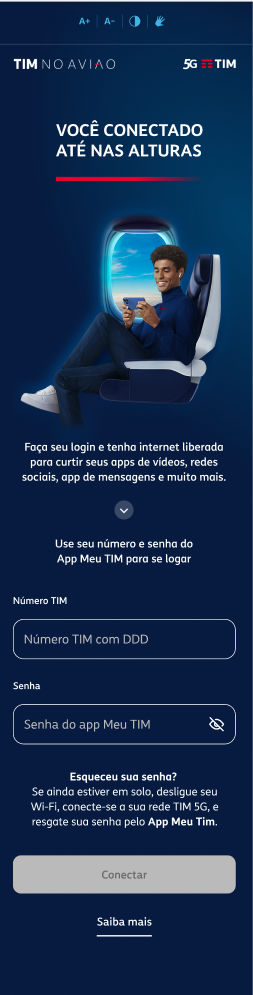 A+ A-
TIM NO AVIÃO 5G TIM
VOCÊ CONECTADO
ATÉ NAS ALTURAS
Faça seu login e tenha internet liberada
para curtir seus apps de vídeos, redes
sociais, app de mensagens e muito mais.
Use seu número e senha do
App Meu TIM para se logar
Número TIM
Número TIM com DDD
Senha
Senha do app Meu TIM
Esqueceu sua senha?
Se ainda estiver em solo, desligue seu
Wi-Fi, conecte-se a sua rede TIM 5G, e
resgate sua senha pelo App Meu Tim.
Conectar
Saiba mais